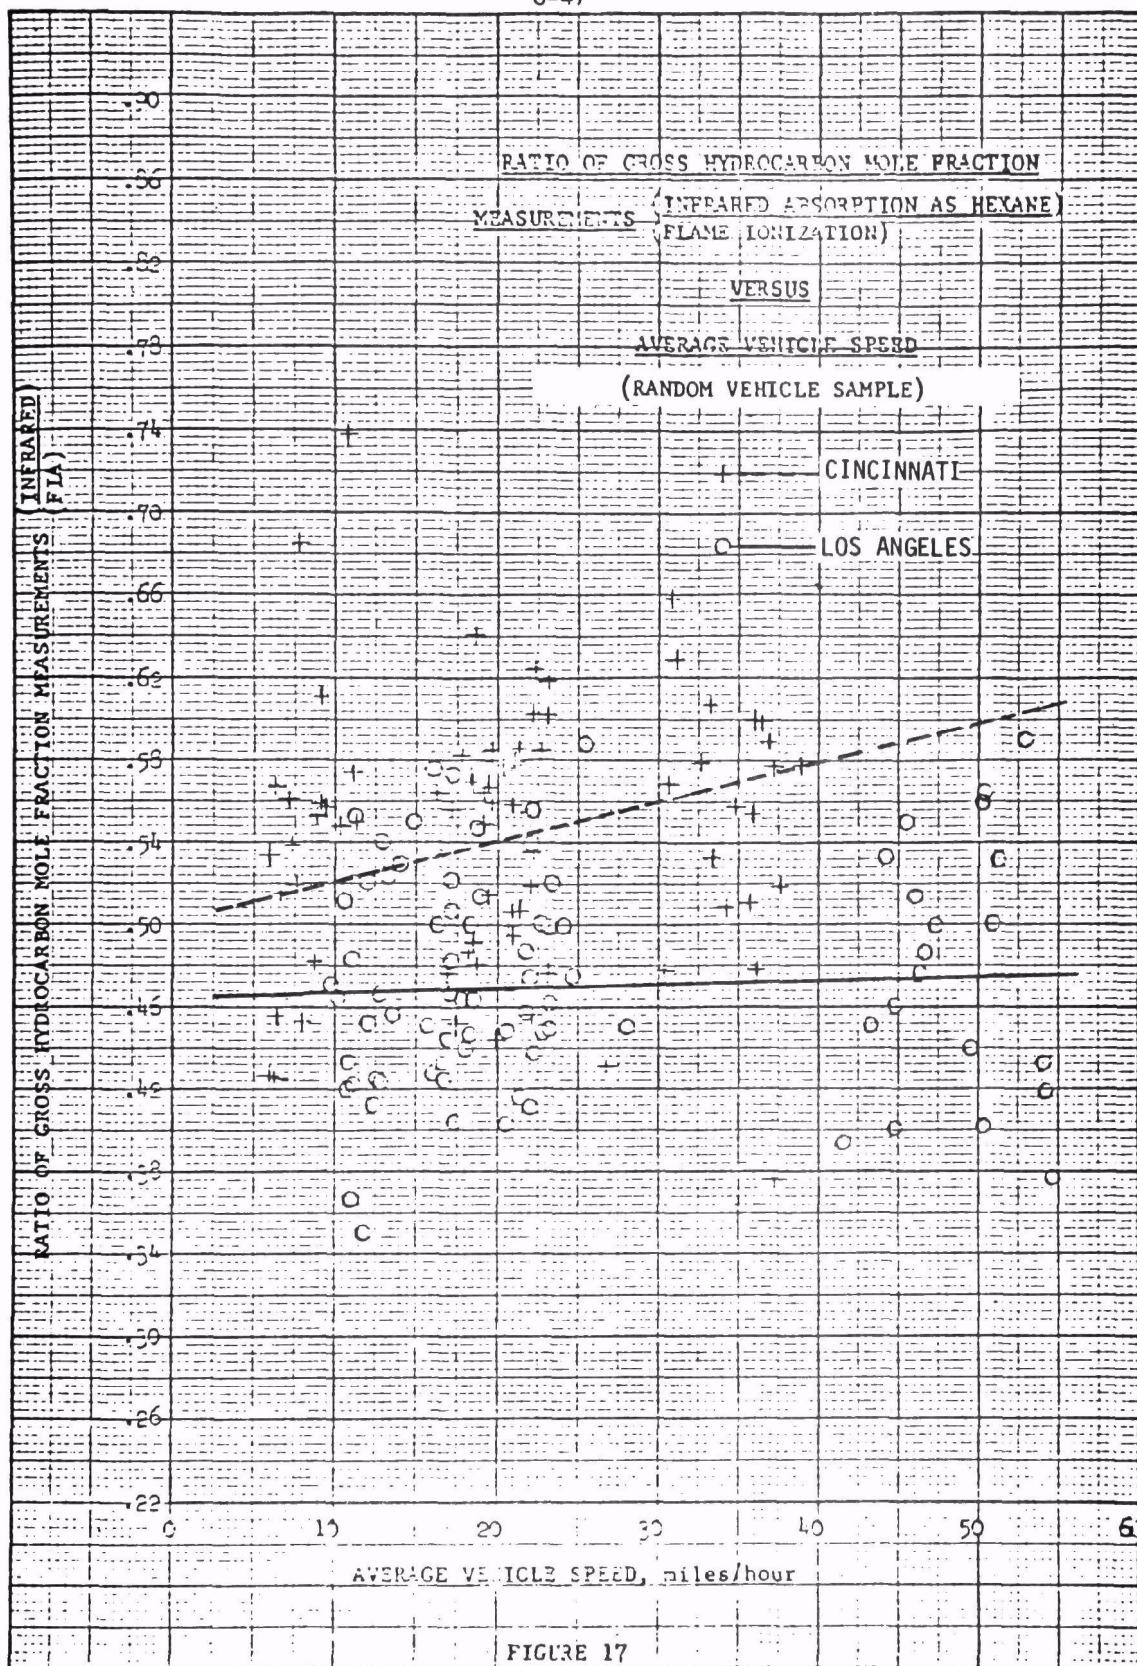 RATIO OF GROSS HYDROCARBON MOLE FRACTION
MEASUREMENTS (INFRARED ABSORPTION AS HEXANE)
(FLAME IONIZATION)
VERSUS
AVERAGE VEHICLE SPEED
(RANDOM VEHICLE SAMPLE)
CINCINNATI
LOS ANGELES
RATIO OF GROSS HYDROCARBON MOLE FRACTION MEASUREMENTS (INFRARED)
(FIA)
.74
.70
.66
.58
.54
.50
.34
.26
.22
0 10 20 30 40 50
AVERAGE VEHICLE SPEED, miles/hour
FIGURE 17